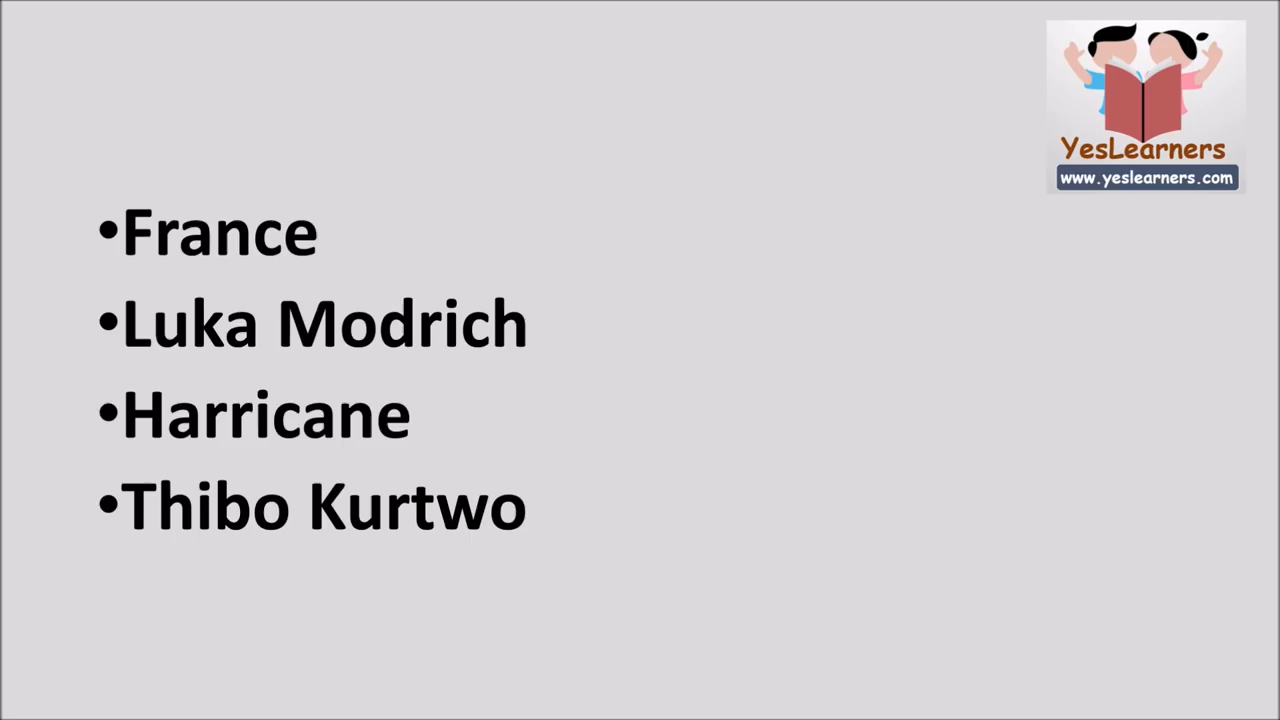 YesLearners
www.yeslearners.com
•France
•Luka Modrich
•Harricane
•Thibo Kurtwo